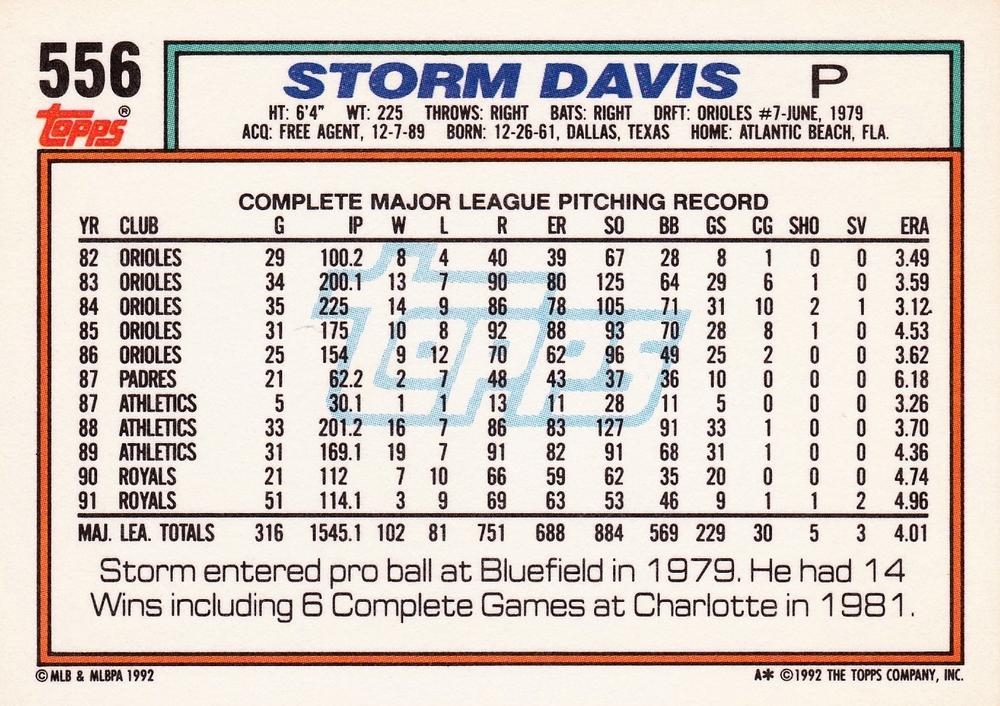 556
STORM DAVIS P
Topps®
HT: 6'4" WT: 225 THROWS: RIGHT BATS: RIGHT DRFT: ORIOLES #7-JUNE, 1979
ACQ: FREE AGENT, 12-7-89 BORN: 12-26-61, DALLAS, TEXAS HOME: ATLANTIC BEACH, FLA.
COMPLETE MAJOR LEAGUE PITCHING RECORD
YR CLUB G IP W L R ER SO BB GS CG SHO SV ERA
82 ORIOLES 29 100.2 8 4 40 39 67 28 8 1 0 0 3.49
83 ORIOLES 34 200.1 13 7 90 80 125 64 29 6 1 0 3.59
84 ORIOLES 35 225 14 9 86 78 105 71 31 10 2 1 3.12
85 ORIOLES 31 175 10 8 92 88 93 70 28 8 1 0 4.53
86 ORIOLES 25 154 9 12 70 62 96 49 25 2 0 0 3.62
87 PADRES 21 62.2 2 7 48 43 37 36 10 0 0 0 6.18
87 ATHLETICS 5 30.1 1 1 13 11 28 11 5 0 0 0 3.26
88 ATHLETICS 33 201.2 16 7 86 83 127 91 33 1 0 0 3.70
89 ATHLETICS 31 169.1 19 7 91 82 91 68 31 1 0 0 4.36
90 ROYALS 21 112 7 10 66 59 62 35 20 0 0 0 4.74
91 ROYALS 51 114.1 3 9 69 63 53 46 9 1 1 2 4.96
MAJ. LEA. TOTALS 316 1545.1 102 81 751 688 884 569 229 30 5 3 4.01
Topps
Storm entered pro ball at Bluefield in 1979. He had 14
Wins including 6 Complete Games at Charlotte in 1981.
© MLB & MLBPA 1992 A* ©1992 THE TOPPS COMPANY, INC.